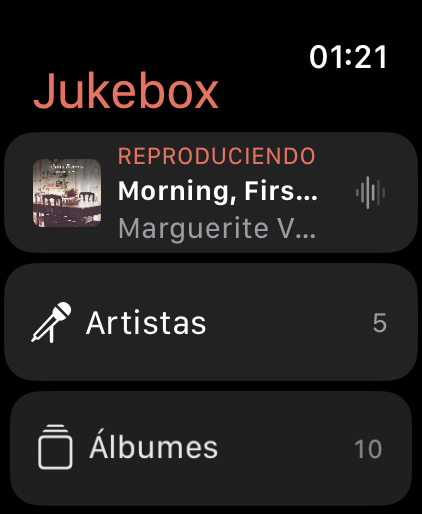 01:21
Jukebox
REPRODUCIENDO
Morning, Firs...
Marguerite V...
Artistas
5
Álbumes
10